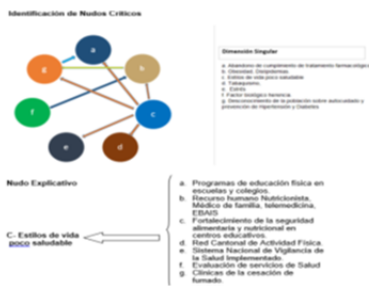 Identificación de Nudos Críticos
a
b
g
f
c
e
d
Dimensión Singular
a. Abandono de cumplimiento de tratamiento farmacológico
b. Obesidad, Dislipidemias
c. Estilos de vida poco saludable
d. Tabaquismo
e. Estrés
f. Factor biológico herencia.
g. Desconocimiento de la población sobre autocuidado y
prevención de Hipertensión y Diabetes
Nudo Explicativo
C- Estilos de vida
poco saludable
a. Programas de educación física en
escuelas y colegios.
b. Recurso humano Nutricionista,
Médico de familia, telemedicina,
EBAIS
c. Fortalecimiento de la seguridad
alimentaria y nutricional en
centros educativos.
d. Red Cantonal de Actividad Física.
e. Sistema Nacional de Vigilancia de
la Salud Implementado.
f. Evaluación de servicios de Salud
g. Clínicas de la cesación de
fumado.